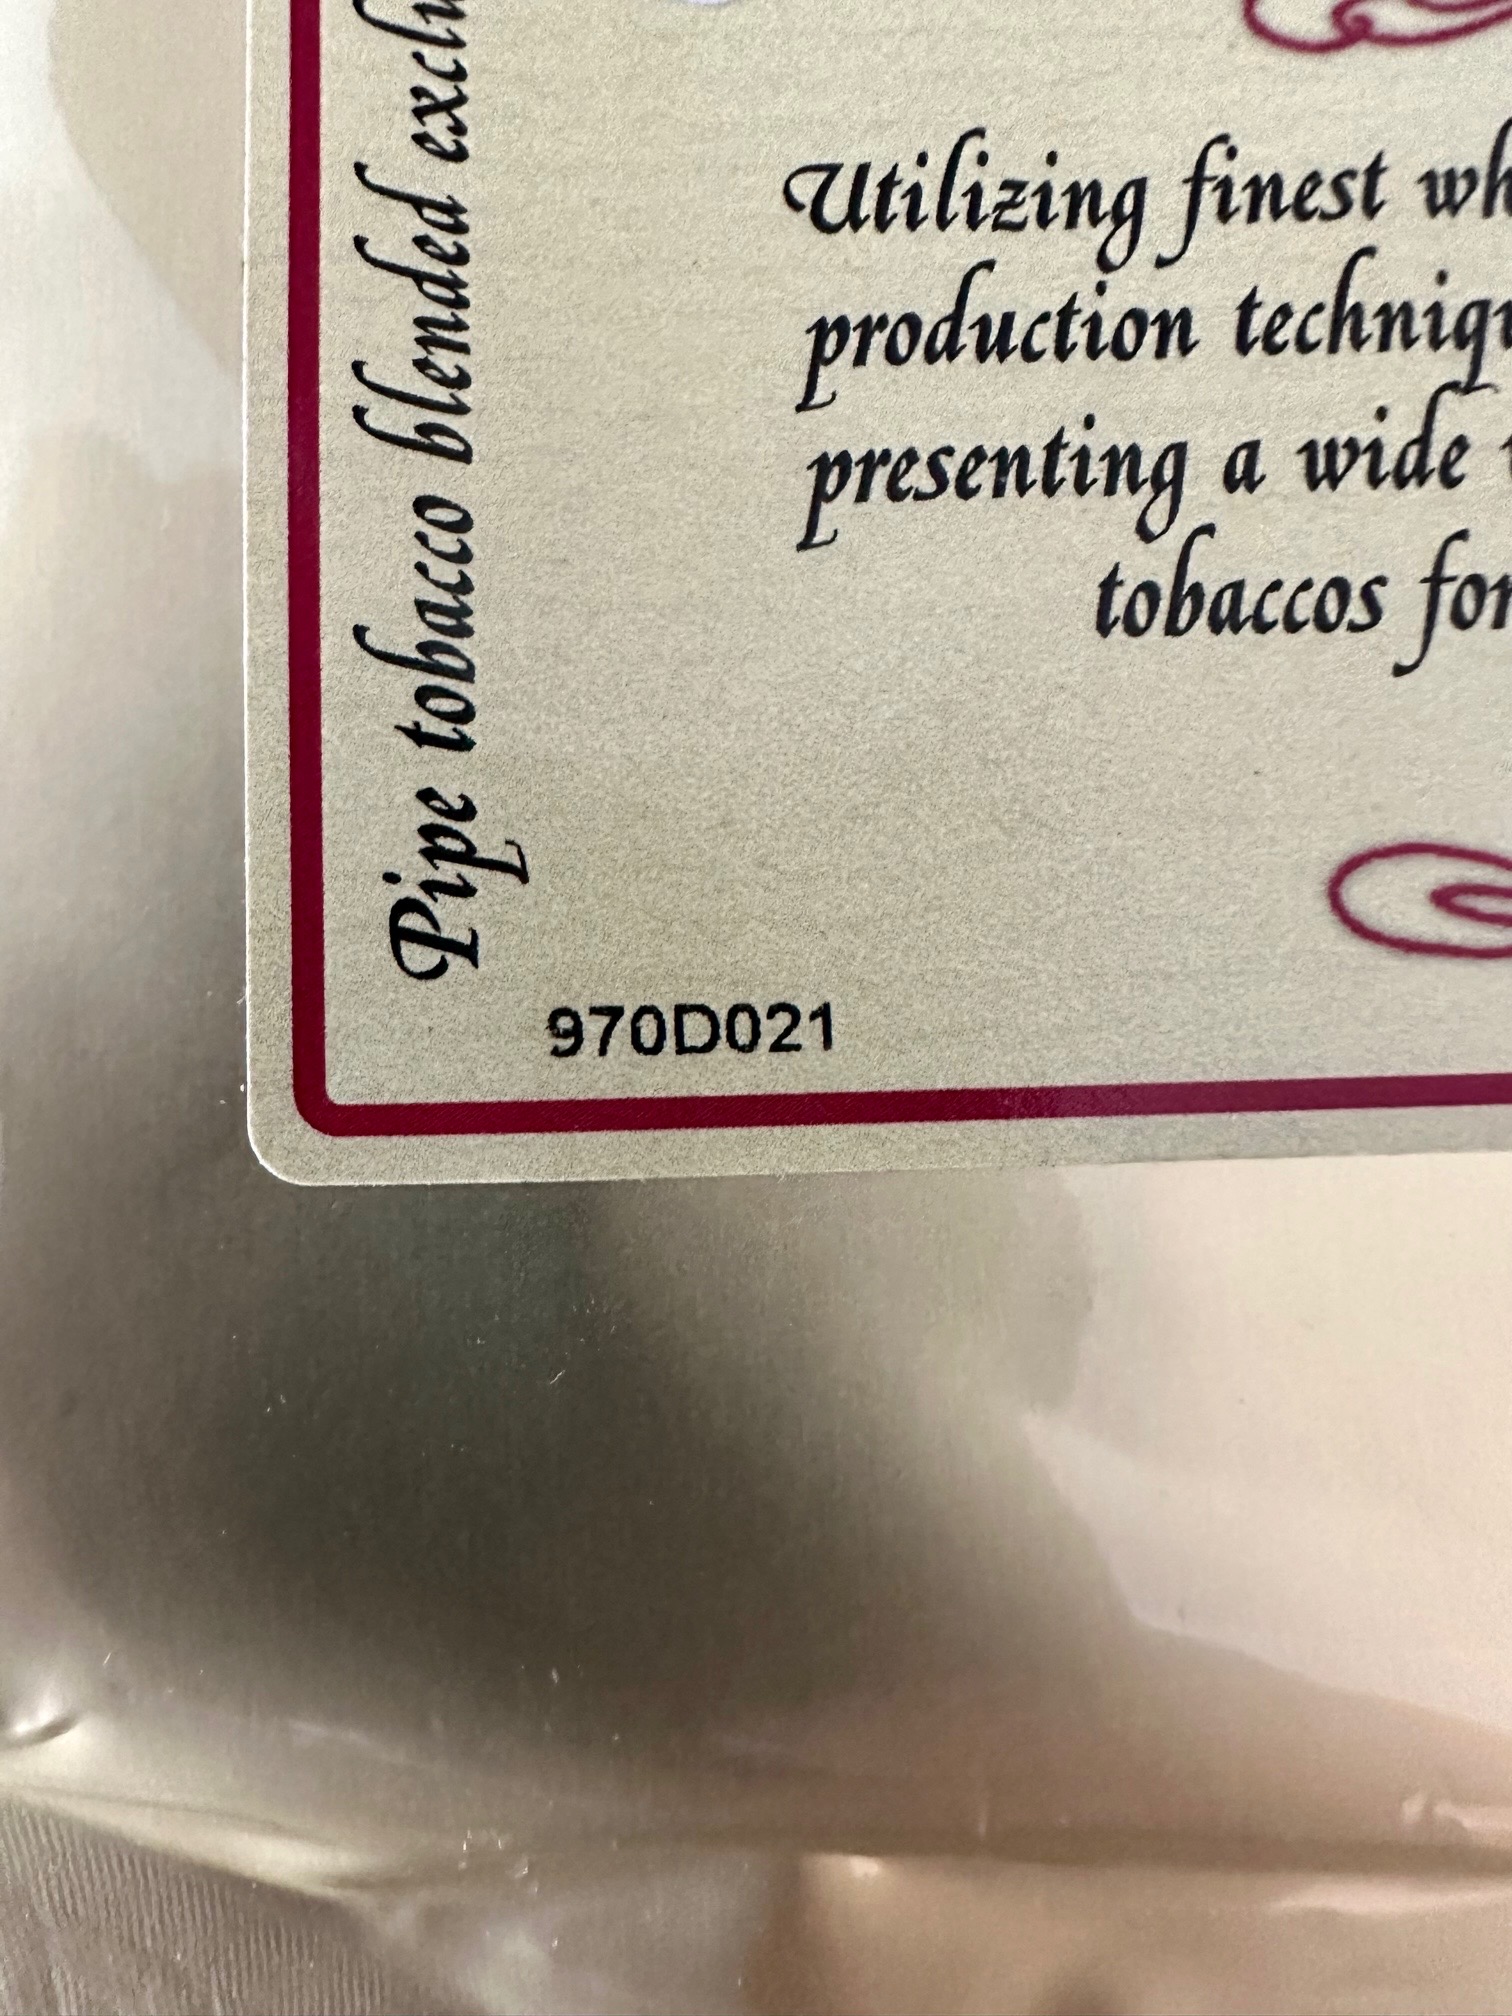 Pipe tobacco blended
Utilizing finest
production
presenting a wide
tobaccos
970D021